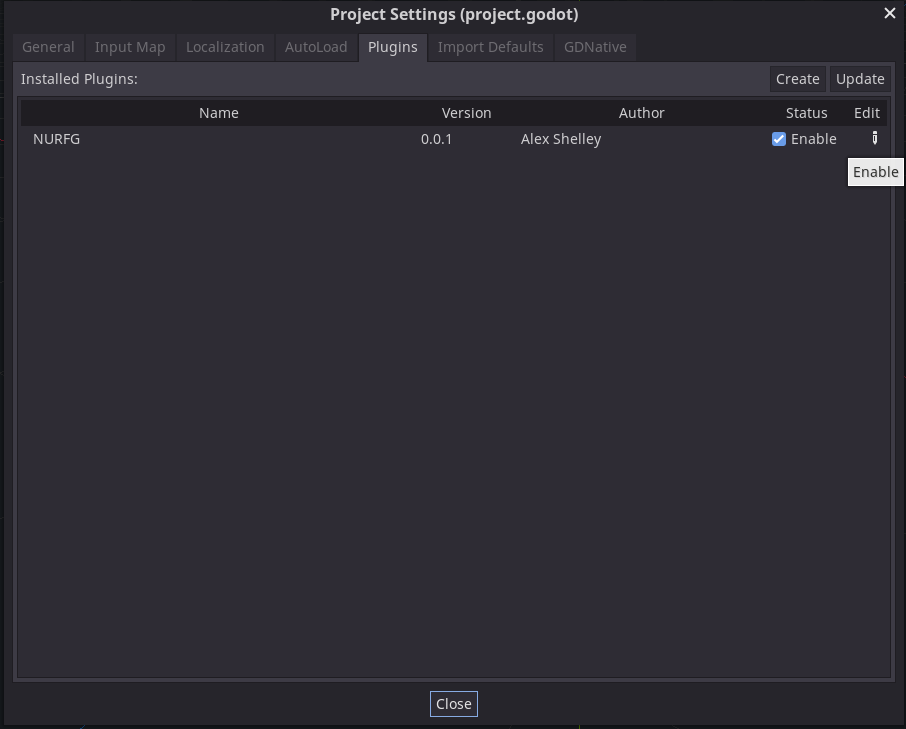 Project Settings (project.godot)
General Input Map Localization AutoLoad Plugins Import Defaults GDNative
Installed Plugins: Create Update
Name Version Author Status Edit
NURFG 0.0.1 Alex Shelley Enable
Enable
Close